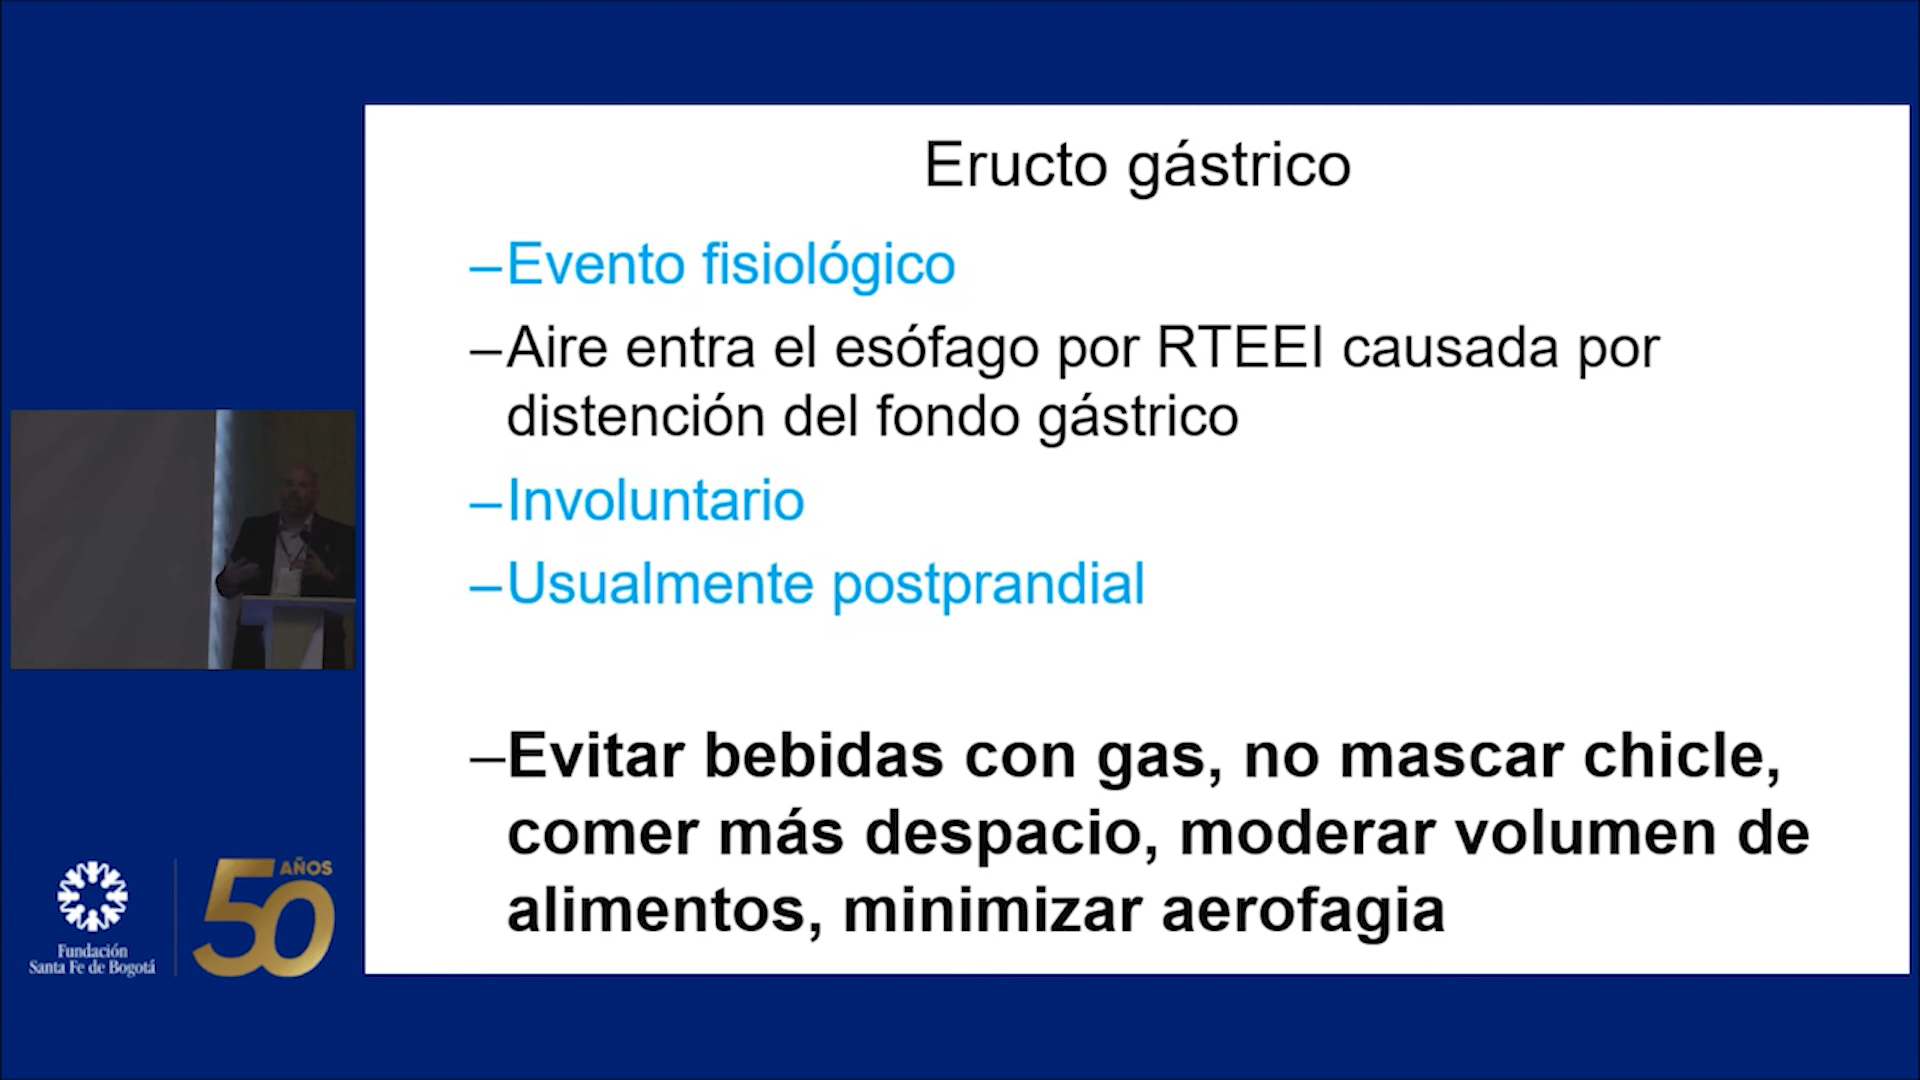 Eructo gástrico
–Evento fisiológico
–Aire entra el esófago por RTEEI causada por
distención del fondo gástrico
–Involuntario
–Usualmente postprandial
–Evitar bebidas con gas, no mascar chicle,
comer más despacio, moderar volumen de
alimentos, minimizar aerofagia
Fundación
Santa Fe de Bogotá
50 AÑOS